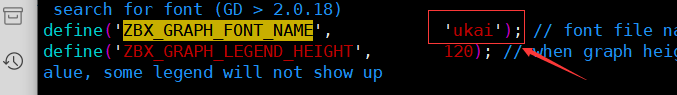 search for font (GD > 2.0.18)
define('ZBX_GRAPH_FONT_NAME', 'ukai'); // font file na
define('ZBX_GRAPH_LEGEND_HEIGHT', 120); // when graph heig
alue, some legend will not show up